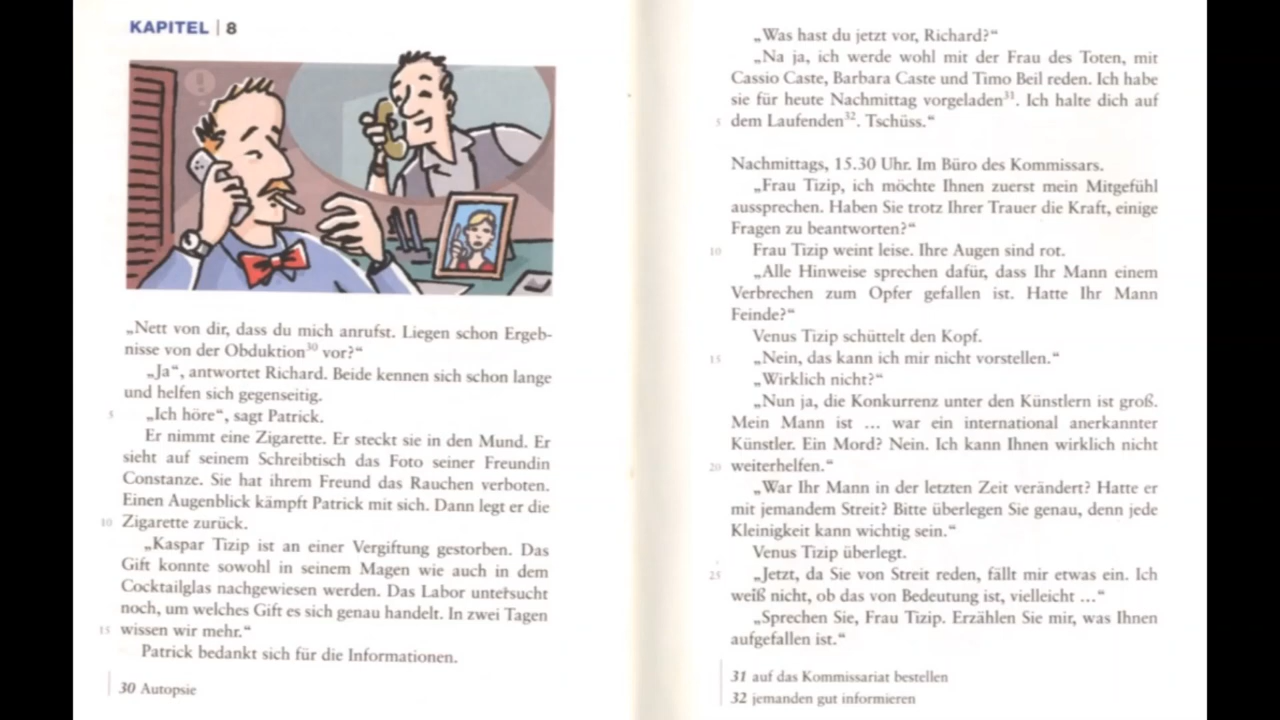 KAPITEL | 8
„Nett von dir, dass du mich anrufst. Liegen schon Ergeb-
nisse von der Obduktion³⁰ vor?“
„Ja“, antwortet Richard. Beide kennen sich schon lange
und helfen sich gegenseitig.
5 „Ich höre“, sagt Patrick.
Er nimmt eine Zigarette. Er steckt sie in den Mund. Er
sieht auf seinem Schreibtisch das Foto seiner Freundin
Constanze. Sie hat ihrem Freund das Rauchen verboten.
Einen Augenblick kämpft Patrick mit sich. Dann legt er die
10 Zigarette zurück.
„Kaspar Tizip ist an einer Vergiftung gestorben. Das
Gift konnte sowohl in seinem Magen wie auch in dem
Cocktailglas nachgewiesen werden. Das Labor untersucht
noch, um welches Gift es sich genau handelt. In zwei Tagen
15 wissen wir mehr.“
Patrick bedankt sich für die Informationen.
30 Autopsie
„Was hast du jetzt vor, Richard?“
„Na ja, ich werde wohl mit der Frau des Toten, mit
Cassio Caste, Barbara Caste und Timo Beil reden. Ich habe
sie für heute Nachmittag vorgeladen³¹. Ich halte dich auf
5 dem Laufenden³². Tschüss.“
Nachmittags, 15.30 Uhr. Im Büro des Kommissars.
„Frau Tizip, ich möchte Ihnen zuerst mein Mitgefühl
aussprechen. Haben Sie trotz Ihrer Trauer die Kraft, einige
Fragen zu beantworten?“
10 Frau Tizip weint leise. Ihre Augen sind rot.
„Alle Hinweise sprechen dafür, dass Ihr Mann einem
Verbrechen zum Opfer gefallen ist. Hatte Ihr Mann
Feinde?“
Venus Tizip schüttelt den Kopf.
15 „Nein, das kann ich mir nicht vorstellen.“
„Wirklich nicht?“
„Nun ja, die Konkurrenz unter den Künstlern ist groß.
Mein Mann ist ... war ein international anerkannter
Künstler. Ein Mord? Nein. Ich kann Ihnen wirklich nicht
20 weiterhelfen.“
„War Ihr Mann in der letzten Zeit verändert? Hatte er
mit jemandem Streit? Bitte überlegen Sie genau, denn jede
Kleinigkeit kann wichtig sein.“
Venus Tizip überlegt.
25 „Jetzt, da Sie von Streit reden, fällt mir etwas ein. Ich
weiß nicht, ob das von Bedeutung ist, vielleicht ...“
„Sprechen Sie, Frau Tizip. Erzählen Sie mir, was Ihnen
aufgefallen ist.“
31 auf das Kommissariat bestellen
32 jemanden gut informieren